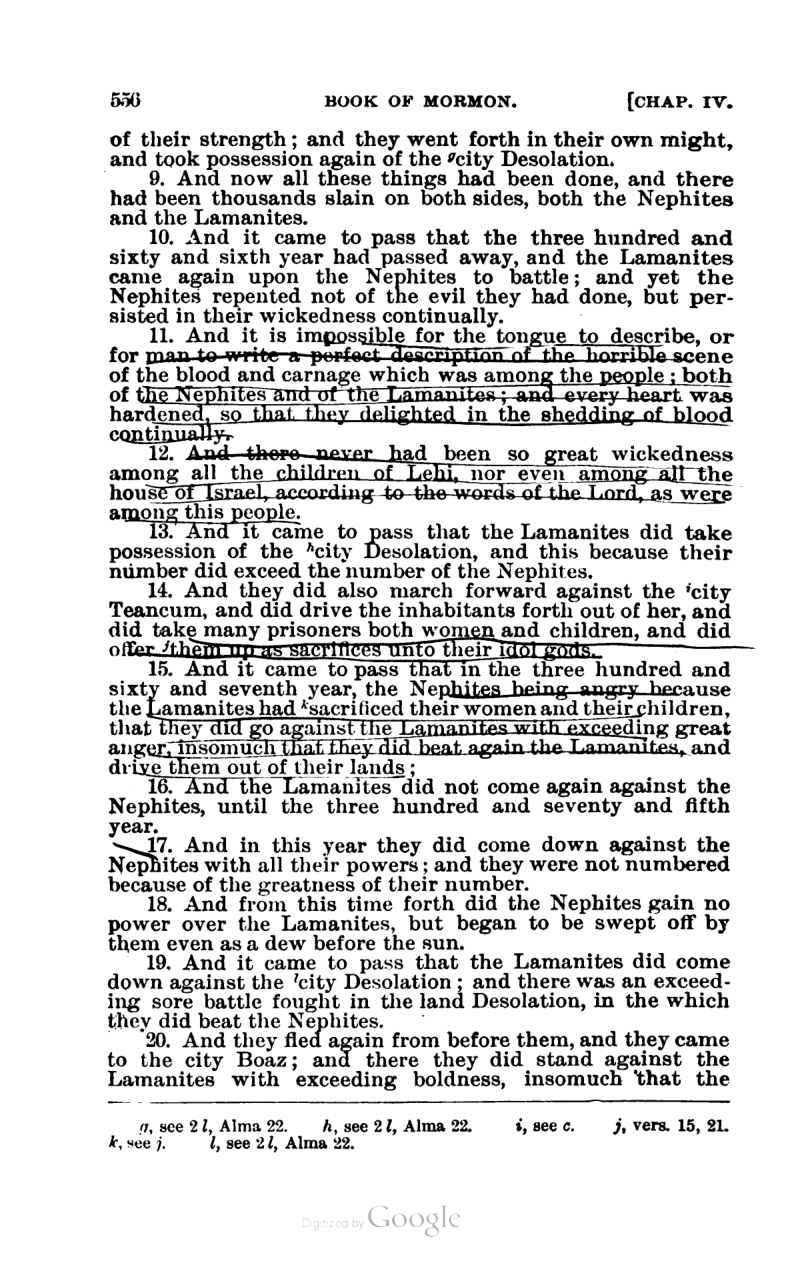 556 BOOK OF MORMON. [CHAP. IV.
of their strength; and they went forth in their own might,
and took possession again of the gcity Desolation.
9. And now all these things had been done, and there
had been thousands slain on both sides, both the Nephites
and the Lamanites.
10. And it came to pass that the three hundred and
sixty and sixth year had passed away, and the Lamanites
came again upon the Nephites to battle; and yet the
Nephites repented not of the evil they had done, but per-
sisted in their wickedness continually.
11. And it is impossible for the tongue to describe, or
for man to write a perfect description of the horrible scene
of the blood and carnage which was among the people; both
of the Nephites and of the Lamanites; and every heart was
hardened, so that they delighted in the shedding of blood
continually.
12. And there never had been so great wickedness
among all the children of Lehi, nor even among all the
house of Israel, according to the words of the Lord, as were
among this people.
13. And it came to pass that the Lamanites did take
possession of the hcity Desolation, and this because their
number did exceed the number of the Nephites.
14. And they did also march forward against the icity
Teancum, and did drive the inhabitants forth out of her, and
did take many prisoners both women and children, and did
offer jthem up as sacrifices unto their idol gods.
15. And it came to pass that in the three hundred and
sixty and seventh year, the Nephites being angry because
the Lamanites had ksacrificed their women and their children,
that they did go against the Lamanites with exceeding great
anger, insomuch that they did beat again the Lamanites, and
drive them out of their lands;
16. And the Lamanites did not come again against the
Nephites, until the three hundred and seventy and fifth
year.
17. And in this year they did come down against the
Nephites with all their powers; and they were not numbered
because of the greatness of their number.
18. And from this time forth did the Nephites gain no
power over the Lamanites, but began to be swept off by
them even as a dew before the sun.
19. And it came to pass that the Lamanites did come
down against the lcity Desolation; and there was an exceed-
ing sore battle fought in the land Desolation, in the which
they did beat the Nephites.
20. And they fled again from before them, and they came
to the city Boaz; and there they did stand against the
Lamanites with exceeding boldness, insomuch that the
g, see 2 l, Alma 22. h, see 2 l, Alma 22. i, see c. j, vers. 15, 21.
k, see j. l, see 2 l, Alma 22.
Digitized by Google